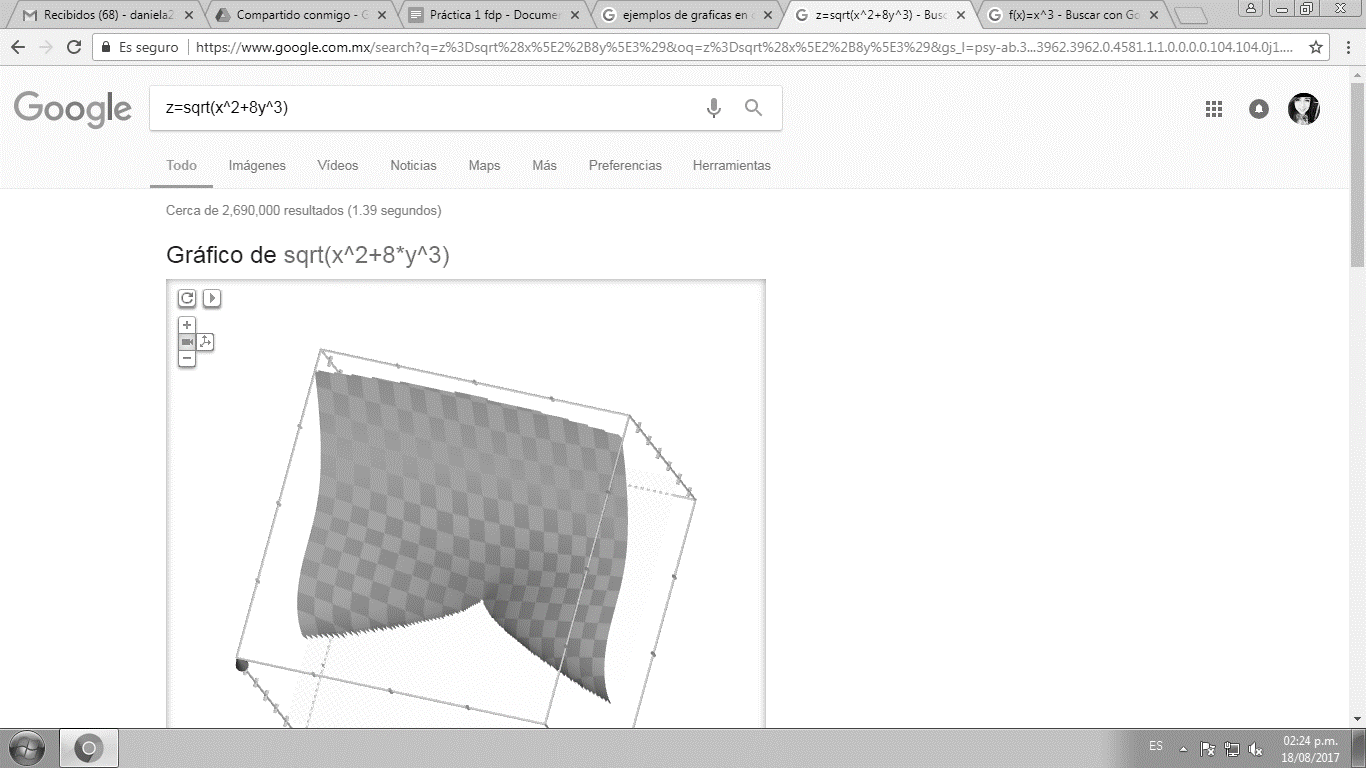 Recibidos (68) - daniela2
Compartido conmigo - G
Práctica 1 fdp - Documen
ejemplos de graficas en
z=sqrt(x^2+8y^3) - Busc
f(x)=x^3 - Buscar con Go
Es seguro
https://www.google.com.mx/search?q=z%3Dsqrt%28x%5E2%2B8y%5E3%29&oq=z%3Dsqrt%28x%5E2%2B8y%5E3%29&gs_l=psy-ab.3...3962.3962.0.4581.1.1.0.0.0.0.104.104.0j1....
Google
z=sqrt(x^2+8y^3)
Todo Imágenes Vídeos Noticias Maps Más Preferencias Herramientas
Cerca de 2,690,000 resultados (1.39 segundos)
Gráfico de sqrt(x^2+8*y^3)
ES
02:24 p.m.
18/08/2017